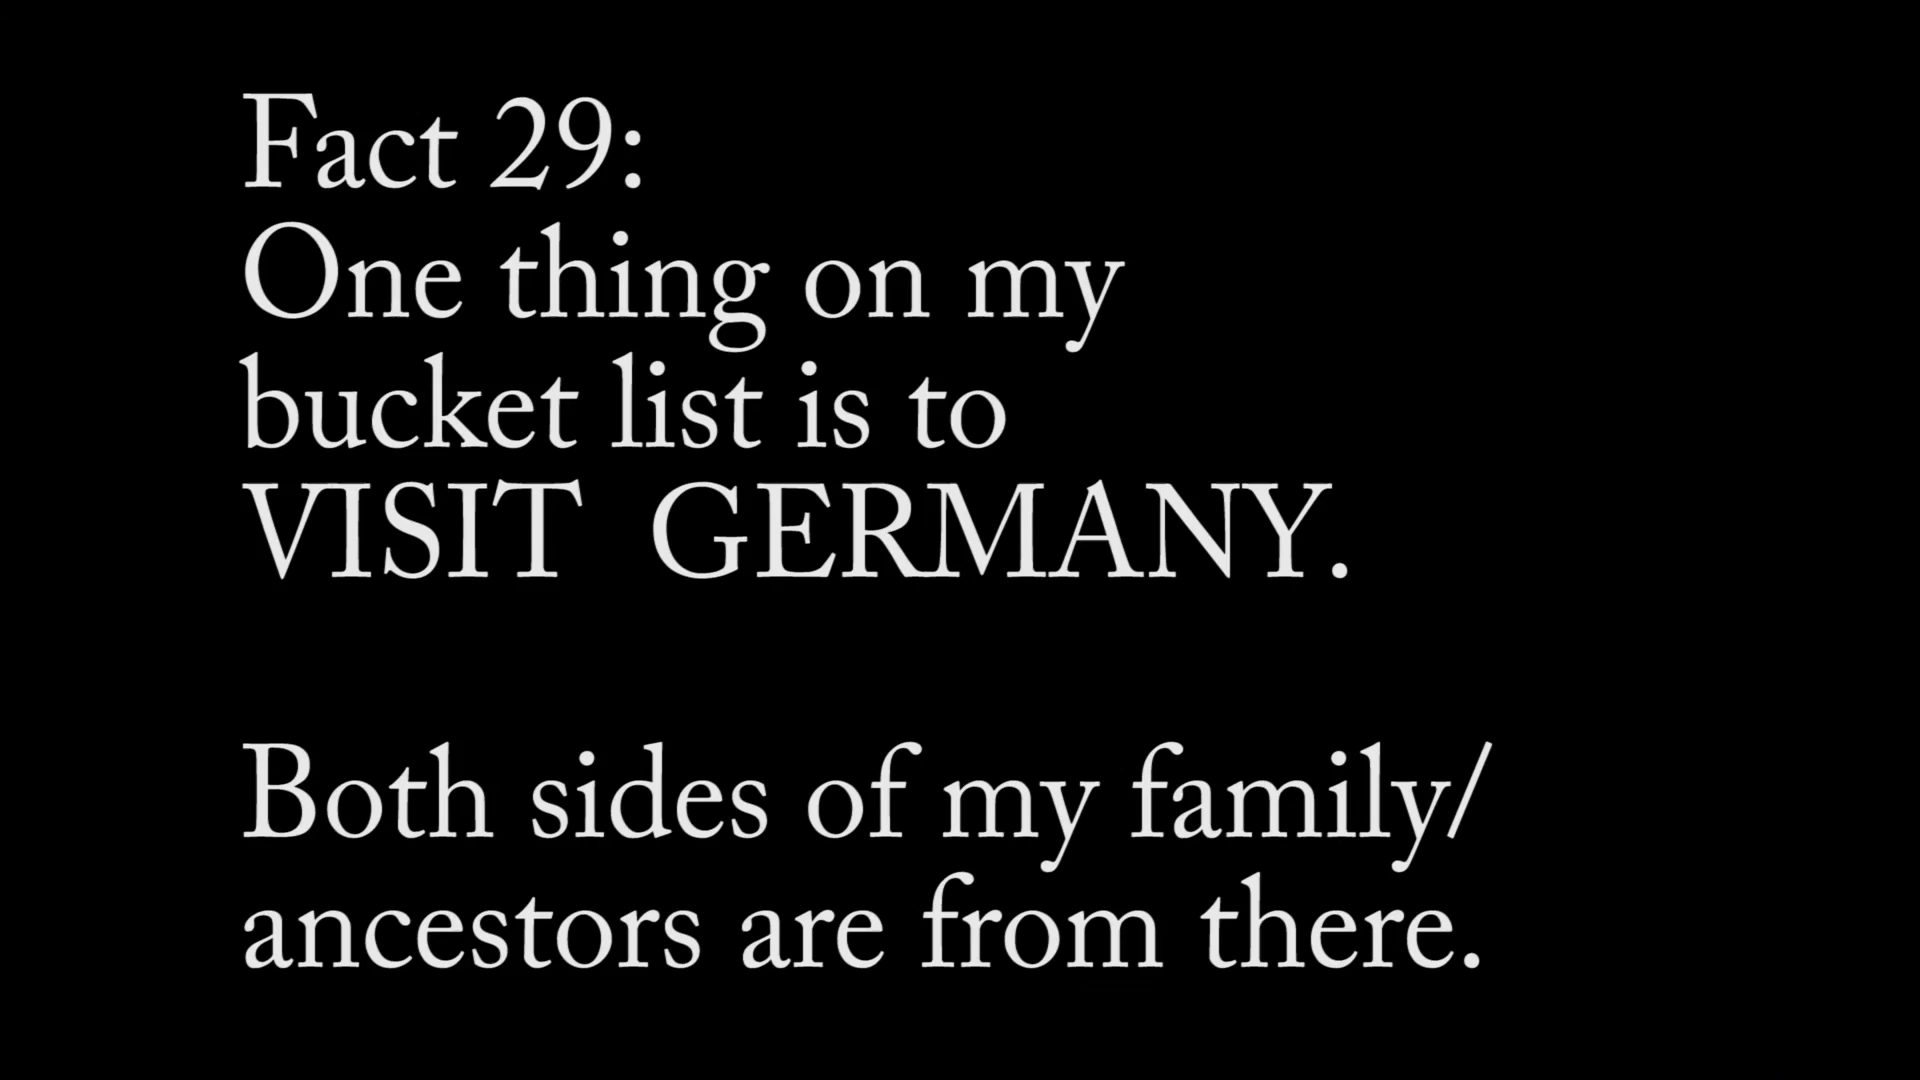 Fact 29:
One thing on my
bucket list is to
VISIT GERMANY.
Both sides of my family/
ancestors are from there.